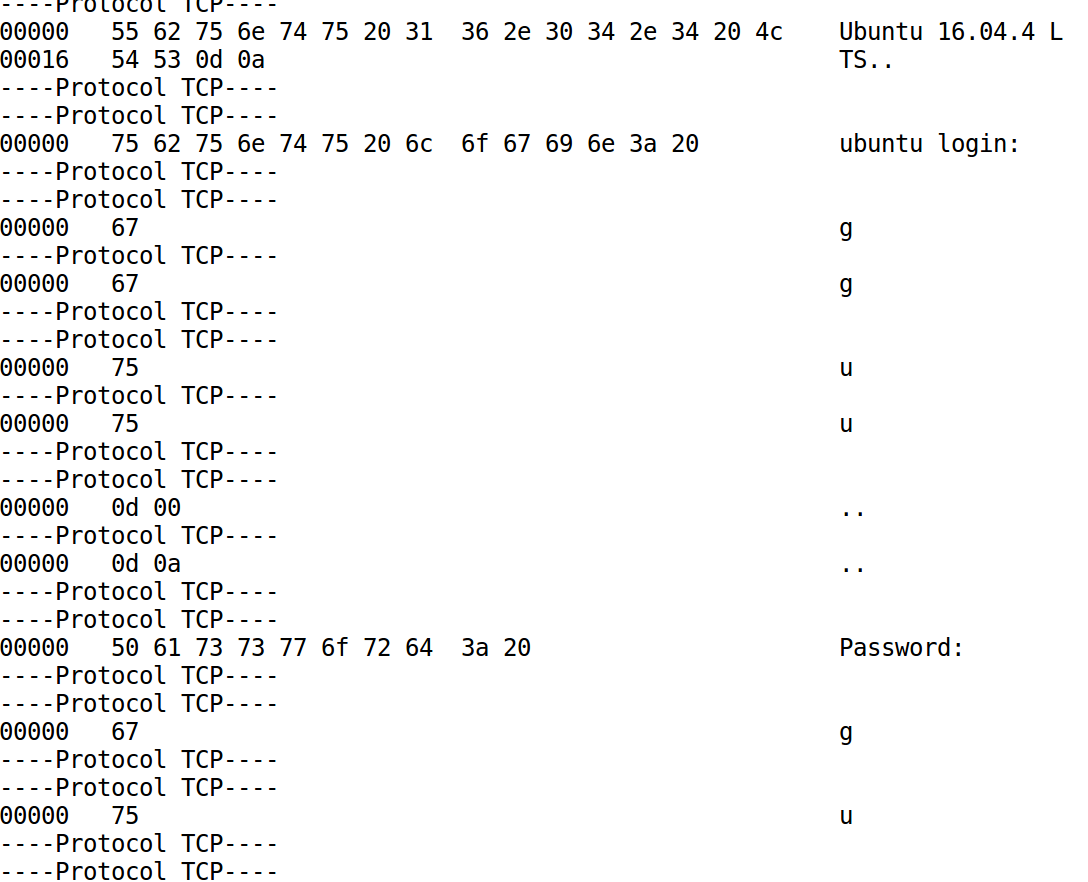 ----Protocol TCP----
00000   55 62 75 6e 74 75 20 31  36 2e 30 34 2e 34 20 4c    Ubuntu 16.04.4 L
00016   54 53 0d 0a                                         TS..
----Protocol TCP----
----Protocol TCP----
00000   75 62 75 6e 74 75 20 6c  6f 67 69 6e 3a 20          ubuntu login:
----Protocol TCP----
----Protocol TCP----
00000   67                                                  g
----Protocol TCP----
00000   67                                                  g
----Protocol TCP----
----Protocol TCP----
00000   75                                                  u
----Protocol TCP----
00000   75                                                  u
----Protocol TCP----
----Protocol TCP----
00000   0d 00                                               ..
----Protocol TCP----
00000   0d 0a                                               ..
----Protocol TCP----
----Protocol TCP----
00000   50 61 73 73 77 6f 72 64  3a 20                      Password:
----Protocol TCP----
----Protocol TCP----
00000   67                                                  g
----Protocol TCP----
----Protocol TCP----
00000   75                                                  u
----Protocol TCP----
----Protocol TCP----